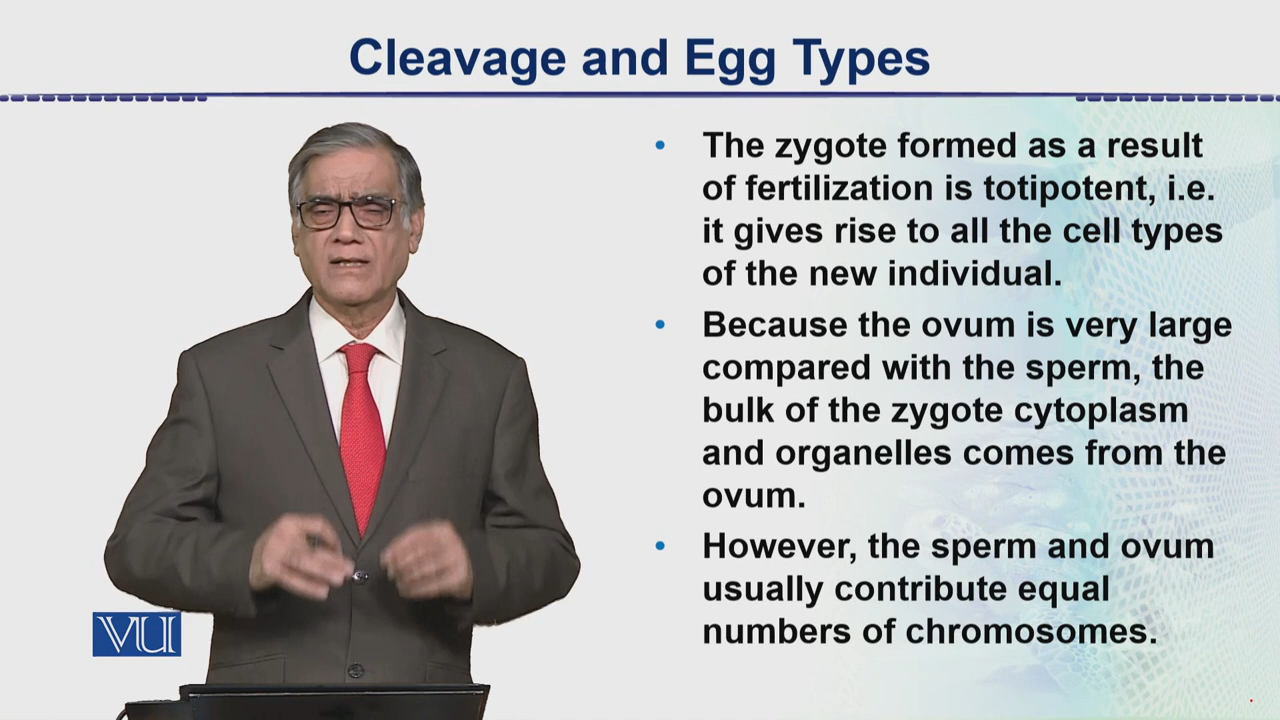 Cleavage and Egg Types
• The zygote formed as a result
of fertilization is totipotent, i.e.
it gives rise to all the cell types
of the new individual.
• Because the ovum is very large
compared with the sperm, the
bulk of the zygote cytoplasm
and organelles comes from the
ovum.
• However, the sperm and ovum
usually contribute equal
numbers of chromosomes.
VU